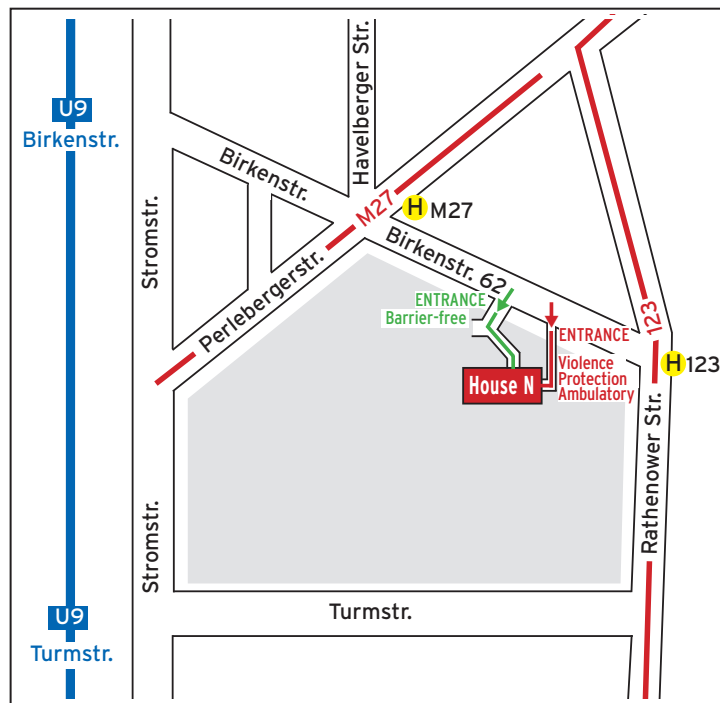 U9
Birkenstr.
Stromstr.
Birkenstr.
Havelberger Str.
M27
H M27
Perlebergerstr.
Birkenstr. 62
ENTRANCE
Barrier-free
ENTRANCE
Violence
Protection
Ambulatory
House N
123
H 123
Rathenower Str.
Stromstr.
Turmstr.
U9
Turmstr.